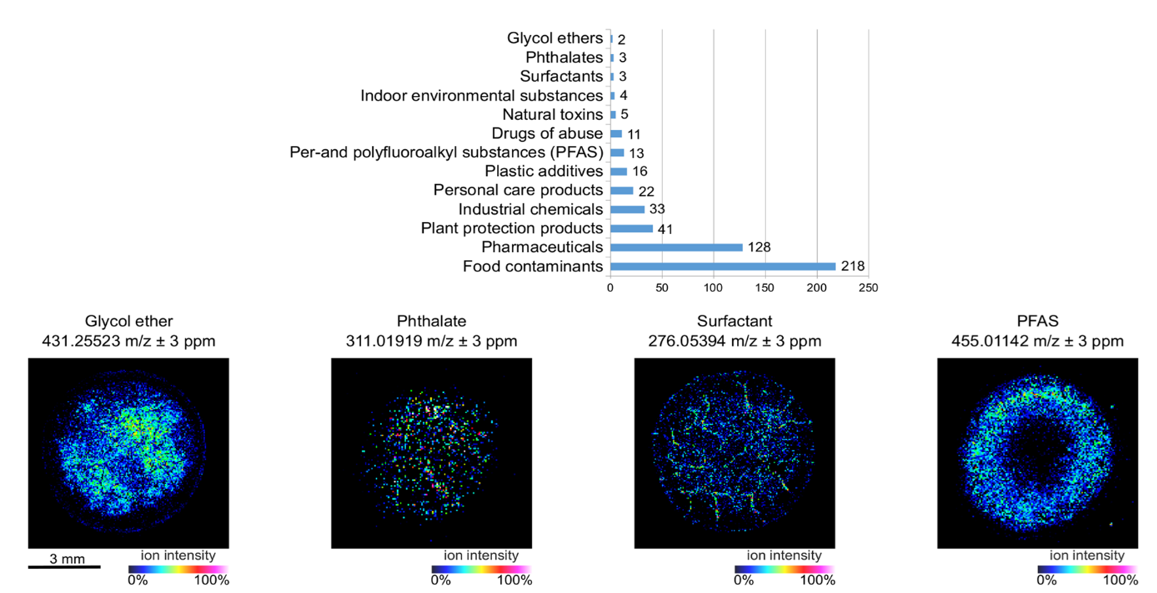 Glycol ethers 2
Phthalates 3
Surfactants 3
Indoor environmental substances 4
Natural toxins 5
Drugs of abuse 11
Per-and polyfluoroalkyl substances (PFAS) 13
Plastic additives 16
Personal care products 22
Industrial chemicals 33
Plant protection products 41
Pharmaceuticals 128
Food contaminants 218
0 50 100 150 200 250
Glycol ether
431.25523 m/z ± 3 ppm
Phthalate
311.01919 m/z ± 3 ppm
Surfactant
276.05394 m/z ± 3 ppm
PFAS
455.01142 m/z ± 3 ppm
3 mm
ion intensity
0% 100%
ion intensity
0% 100%
ion intensity
0% 100%
ion intensity
0% 100%